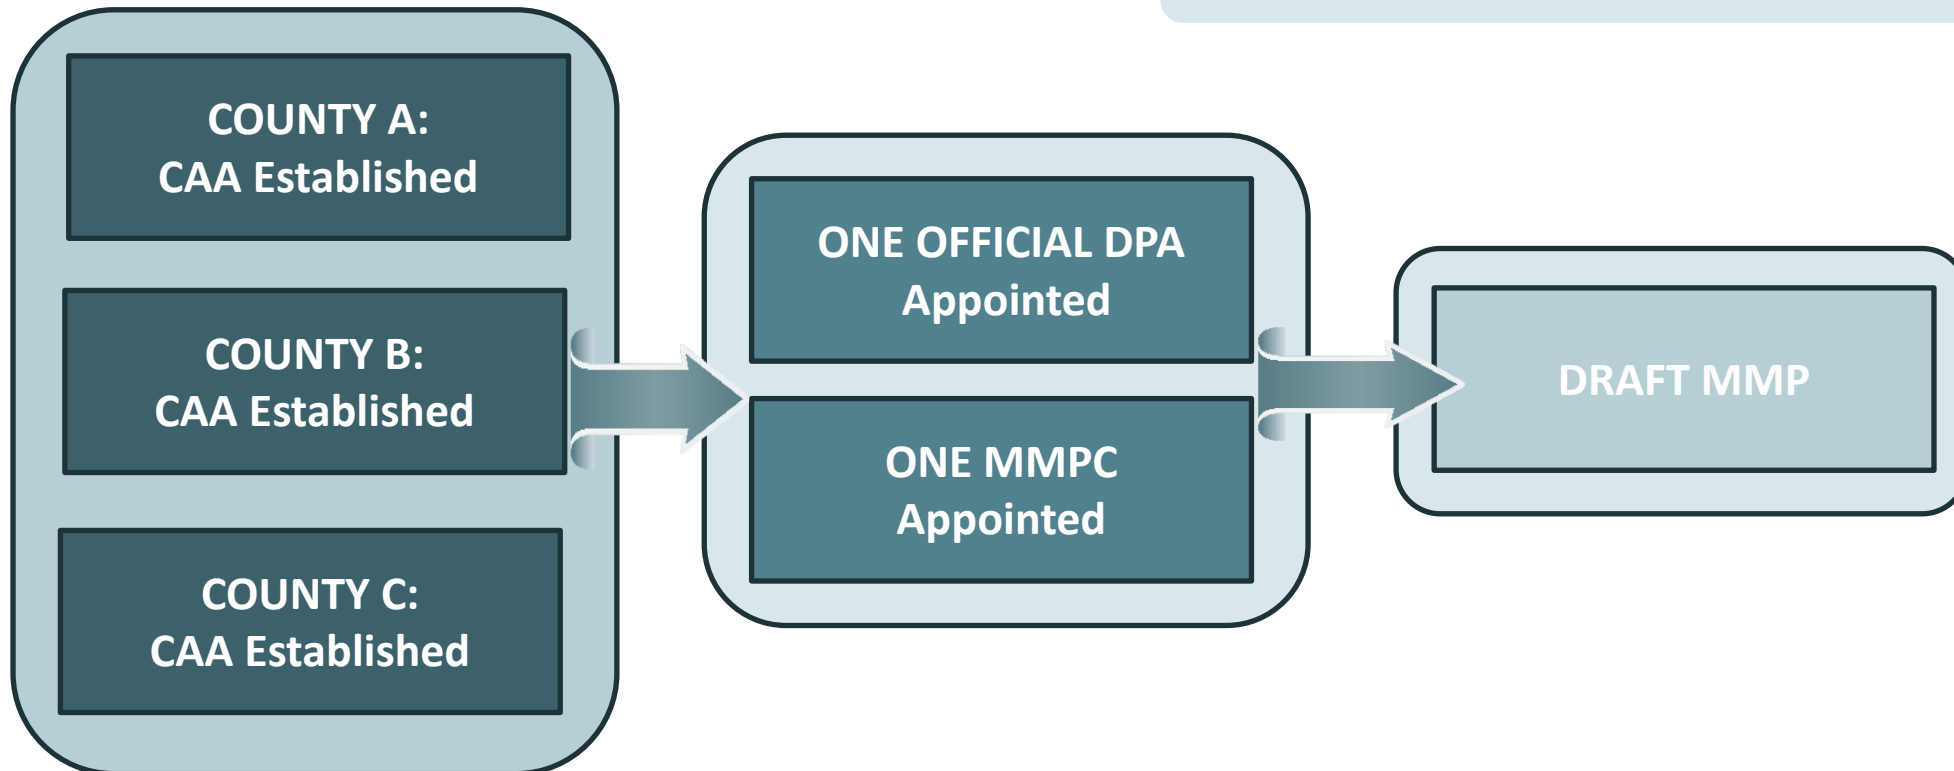 COUNTY A:
CAA Established
COUNTY B:
CAA Established
COUNTY C:
CAA Established
ONE OFFICIAL DPA
Appointed
ONE MMPC
Appointed
DRAFT MMP